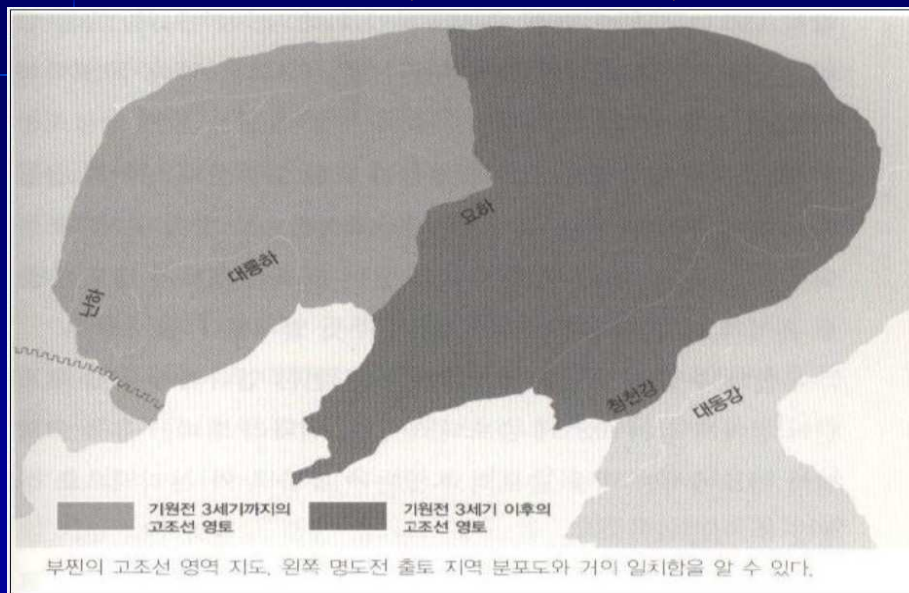 요하
대릉하
난하
청천강
대동강
기원전 3세기까지의
고조선 영토
기원전 3세기 이후의
고조선 영토
부찐의 고조선 영역 지도. 왼쪽 명도전 출토 지역 분포도와 거의 일치함을 알 수 있다.